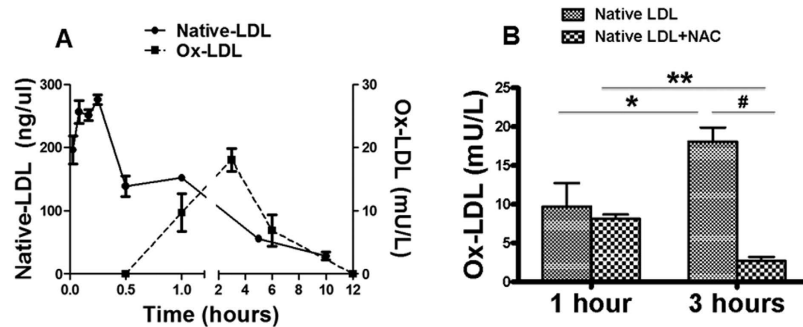 A
Native-LDL
Ox-LDL
Native-LDL (ng/ul)
300
200
100
0
Ox-LDL (mU/L)
30
20
10
0
0.0 0.5 1.0 2 4 6 8 10 12
Time (hours)
B
Native LDL
Native LDL+NAC
Ox-LDL (mU/L)
25
20
15
10
5
0
**
* #
1 hour 3 hours